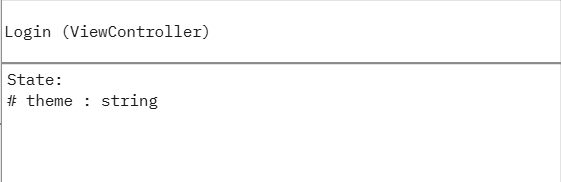 Login (ViewController)
State:
# theme : string